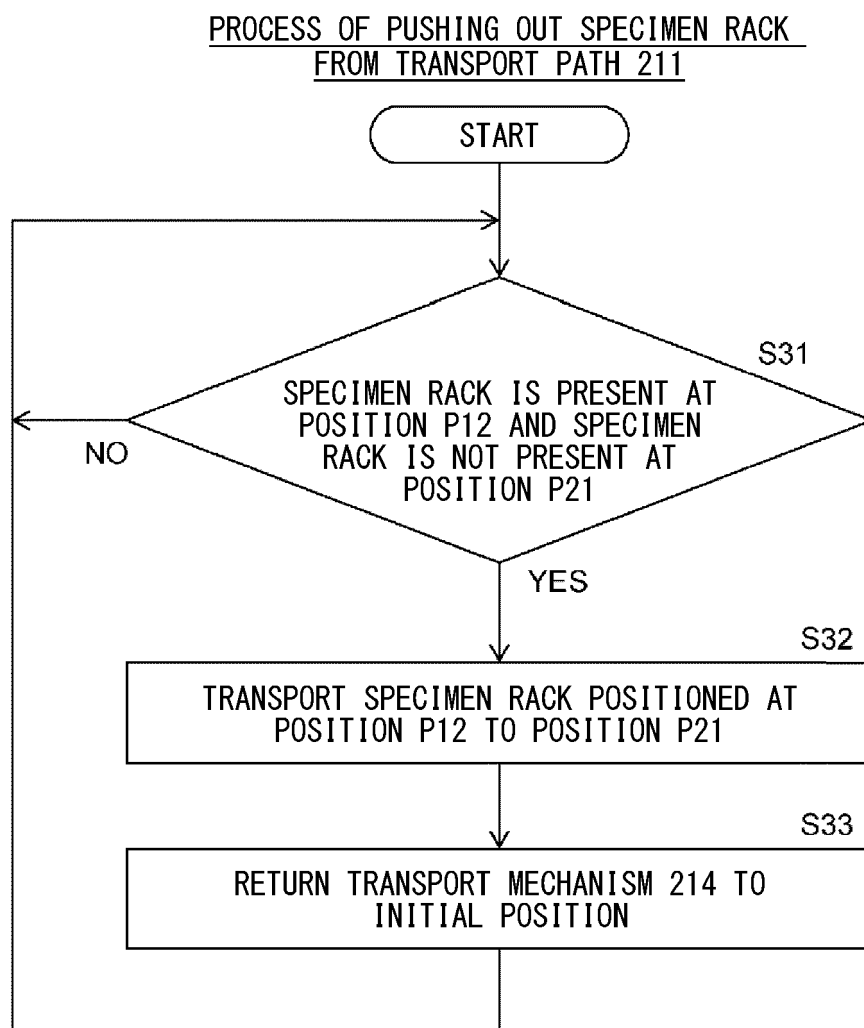 PROCESS OF PUSHING OUT SPECIMEN RACK
FROM TRANSPORT PATH 211
START
S31
SPECIMEN RACK IS PRESENT AT
POSITION P12 AND SPECIMEN
RACK IS NOT PRESENT AT
POSITION P21
NO
YES
S32
TRANSPORT SPECIMEN RACK POSITIONED AT
POSITION P12 TO POSITION P21
S33
RETURN TRANSPORT MECHANISM 214 TO
INITIAL POSITION